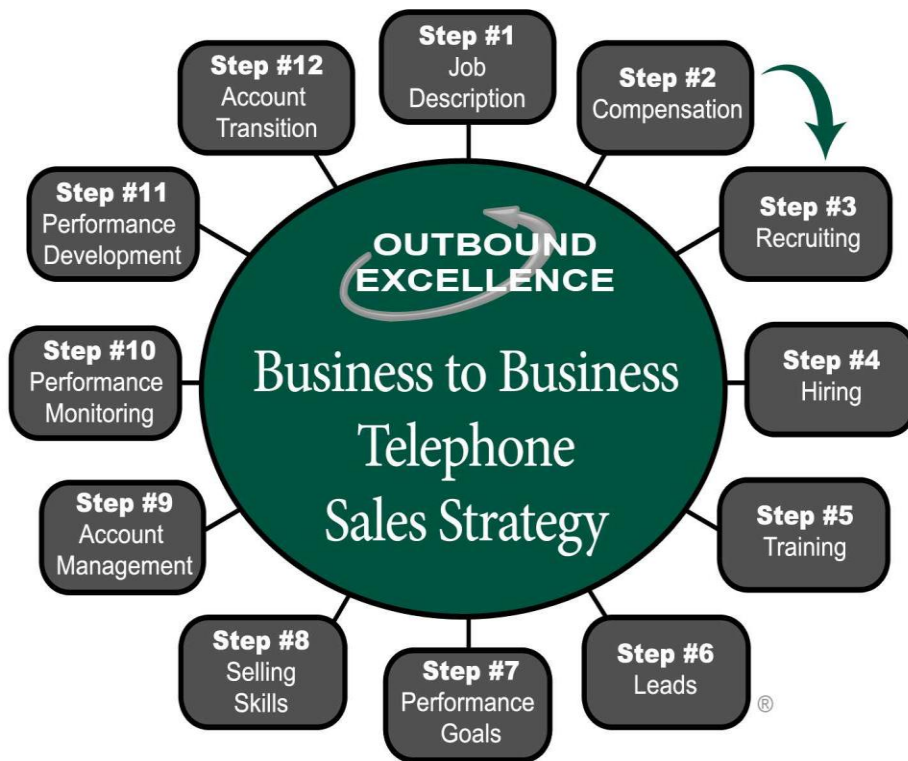 Step #1
Job
Description
Step #2
Compensation
Step #3
Recruiting
Step #4
Hiring
Step #5
Training
Step #6
Leads
Step #7
Performance
Goals
Step #8
Selling
Skills
Step #9
Account
Management
Step #10
Performance
Monitoring
Step #11
Performance
Development
Step #12
Account
Transition
OUTBOUND
EXCELLENCE
Business to Business
Telephone
Sales Strategy
®